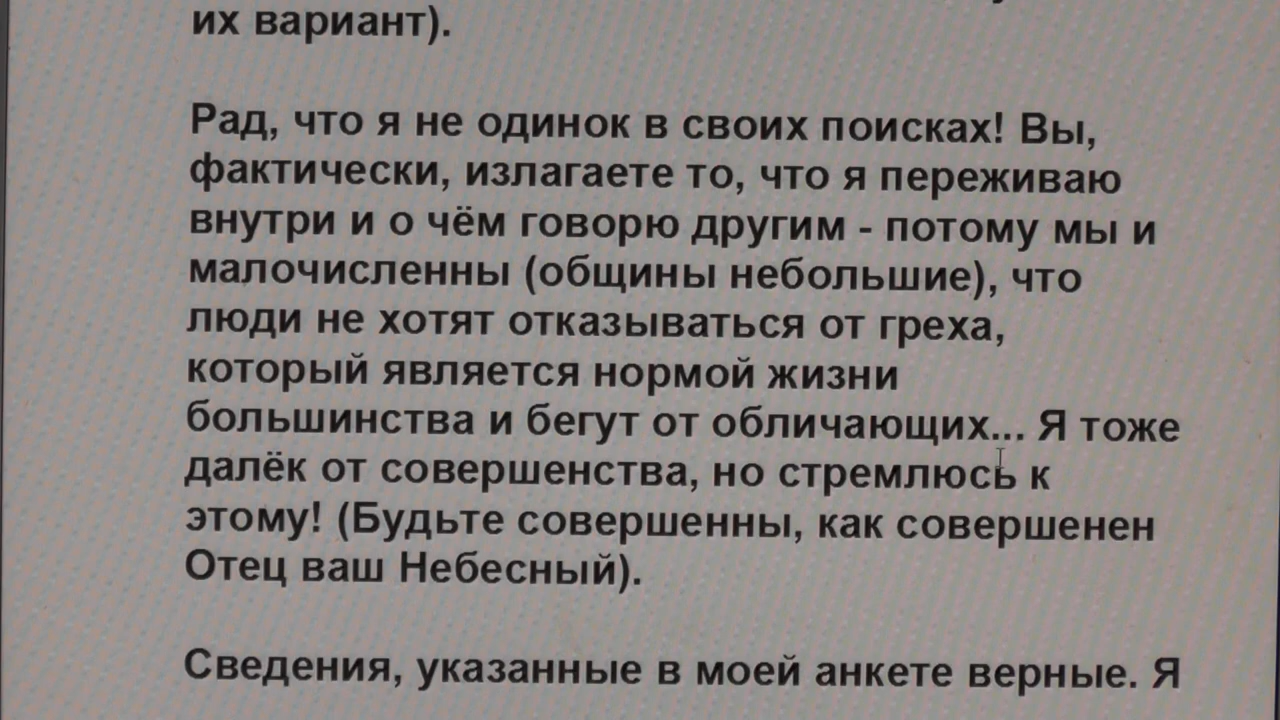 их вариант).
Рад, что я не одинок в своих поисках! Вы,
фактически, излагаете то, что я переживаю
внутри и о чём говорю другим - потому мы и
малочисленны (общины небольшие), что
люди не хотят отказываться от греха,
который является нормой жизни
большинства и бегут от обличающих... Я тоже
далёк от совершенства, но стремлюсь к
этому! (Будьте совершенны, как совершенен
Отец ваш Небесный).
Сведения, указанные в моей анкете верные. Я